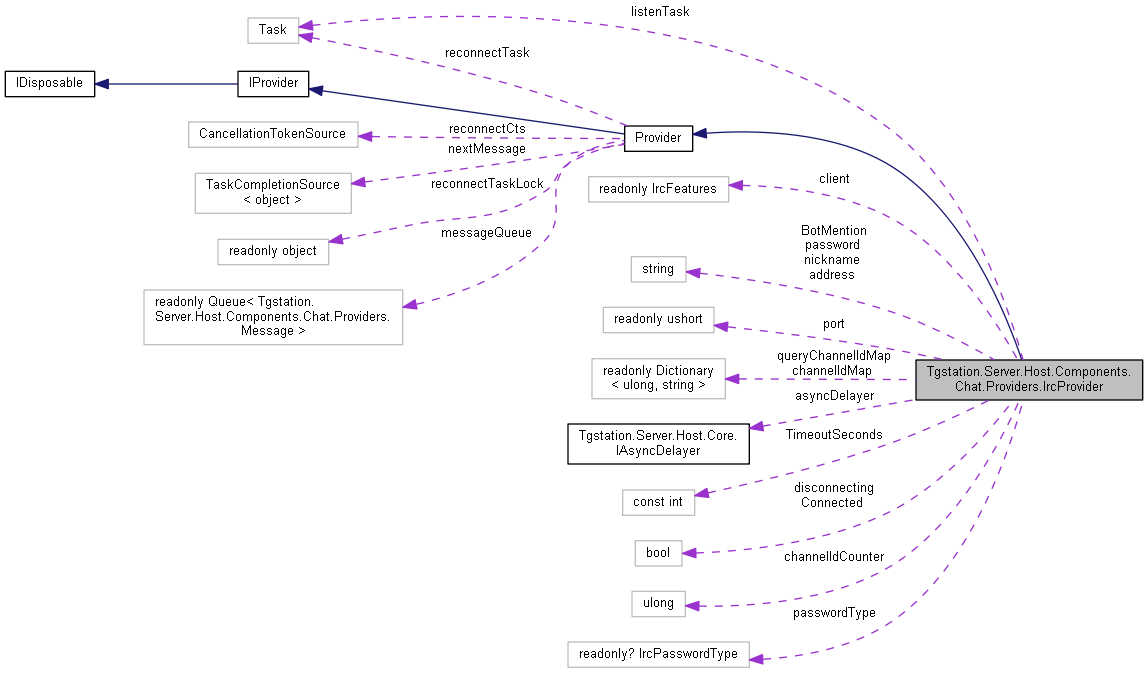 listenTask
Task
reconnectTask
IDisposable
IProvider
CancellationTokenSource
reconnectCts
nextMessage
Provider
TaskCompletionSource
< object >
reconnectTaskLock
readonly IrcFeatures
client
readonly object
messageQueue
BotMention
password
nickname
address
string
readonly Queue< Tgstation.
Server.Host.Components.Chat.Providers.
Message >
readonly ushort
port
queryChannelIdMap
channelIdMap
readonly Dictionary
< ulong, string >
Tgstation.Server.Host.Components.
Chat.Providers.IrcProvider
asyncDelayer
Tgstation.Server.Host.Core.
IAsyncDelayer
TimeoutSeconds
const int
disconnecting
Connected
bool
channelIdCounter
ulong
passwordType
readonly? IrcPasswordType